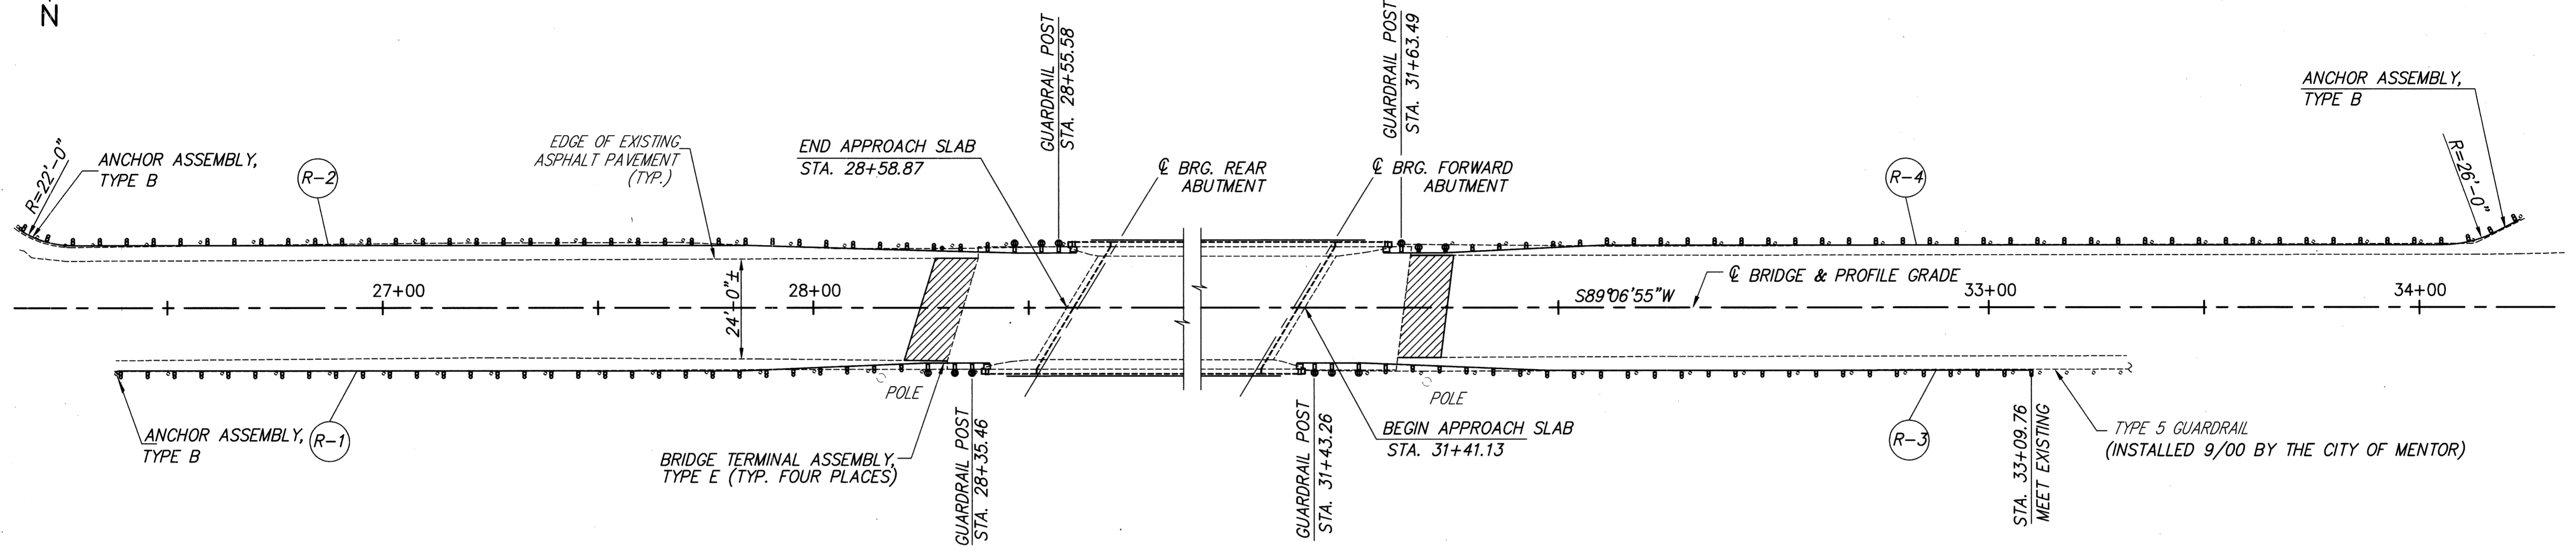 N
GUARDRAIL POST
STA. 28+55.58
GUARDRAIL POST
STA. 31+63.49
ANCHOR ASSEMBLY,
TYPE B
R=22'-0"
ANCHOR ASSEMBLY,
TYPE B
R-2
EDGE OF EXISTING
ASPHALT PAVEMENT
(TYP.)
END APPROACH SLAB
STA. 28+58.87
℄ BRG. REAR
ABUTMENT
℄ BRG. FORWARD
ABUTMENT
R-4
R=26'-0"
27+00
28+00
24'-0"±
S89°06'55"W
℄ BRIDGE & PROFILE GRADE
33+00
34+00
POLE
POLE
ANCHOR ASSEMBLY,
TYPE B
R-1
BRIDGE TERMINAL ASSEMBLY,
TYPE E (TYP. FOUR PLACES)
GUARDRAIL POST
STA. 28+35.46
GUARDRAIL POST
STA. 31+43.26
BEGIN APPROACH SLAB
STA. 31+41.13
R-3
STA. 33+09.76
MEET EXISTING
TYPE 5 GUARDRAIL
(INSTALLED 9/00 BY THE CITY OF MENTOR)